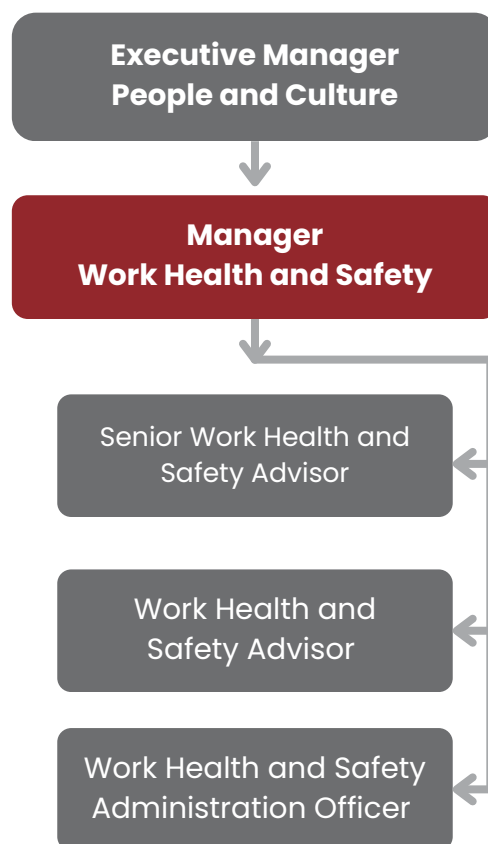 Executive Manager
People and Culture
Manager
Work Health and Safety
Senior Work Health and
Safety Advisor
Work Health and
Safety Advisor
Work Health and Safety
Administration Officer